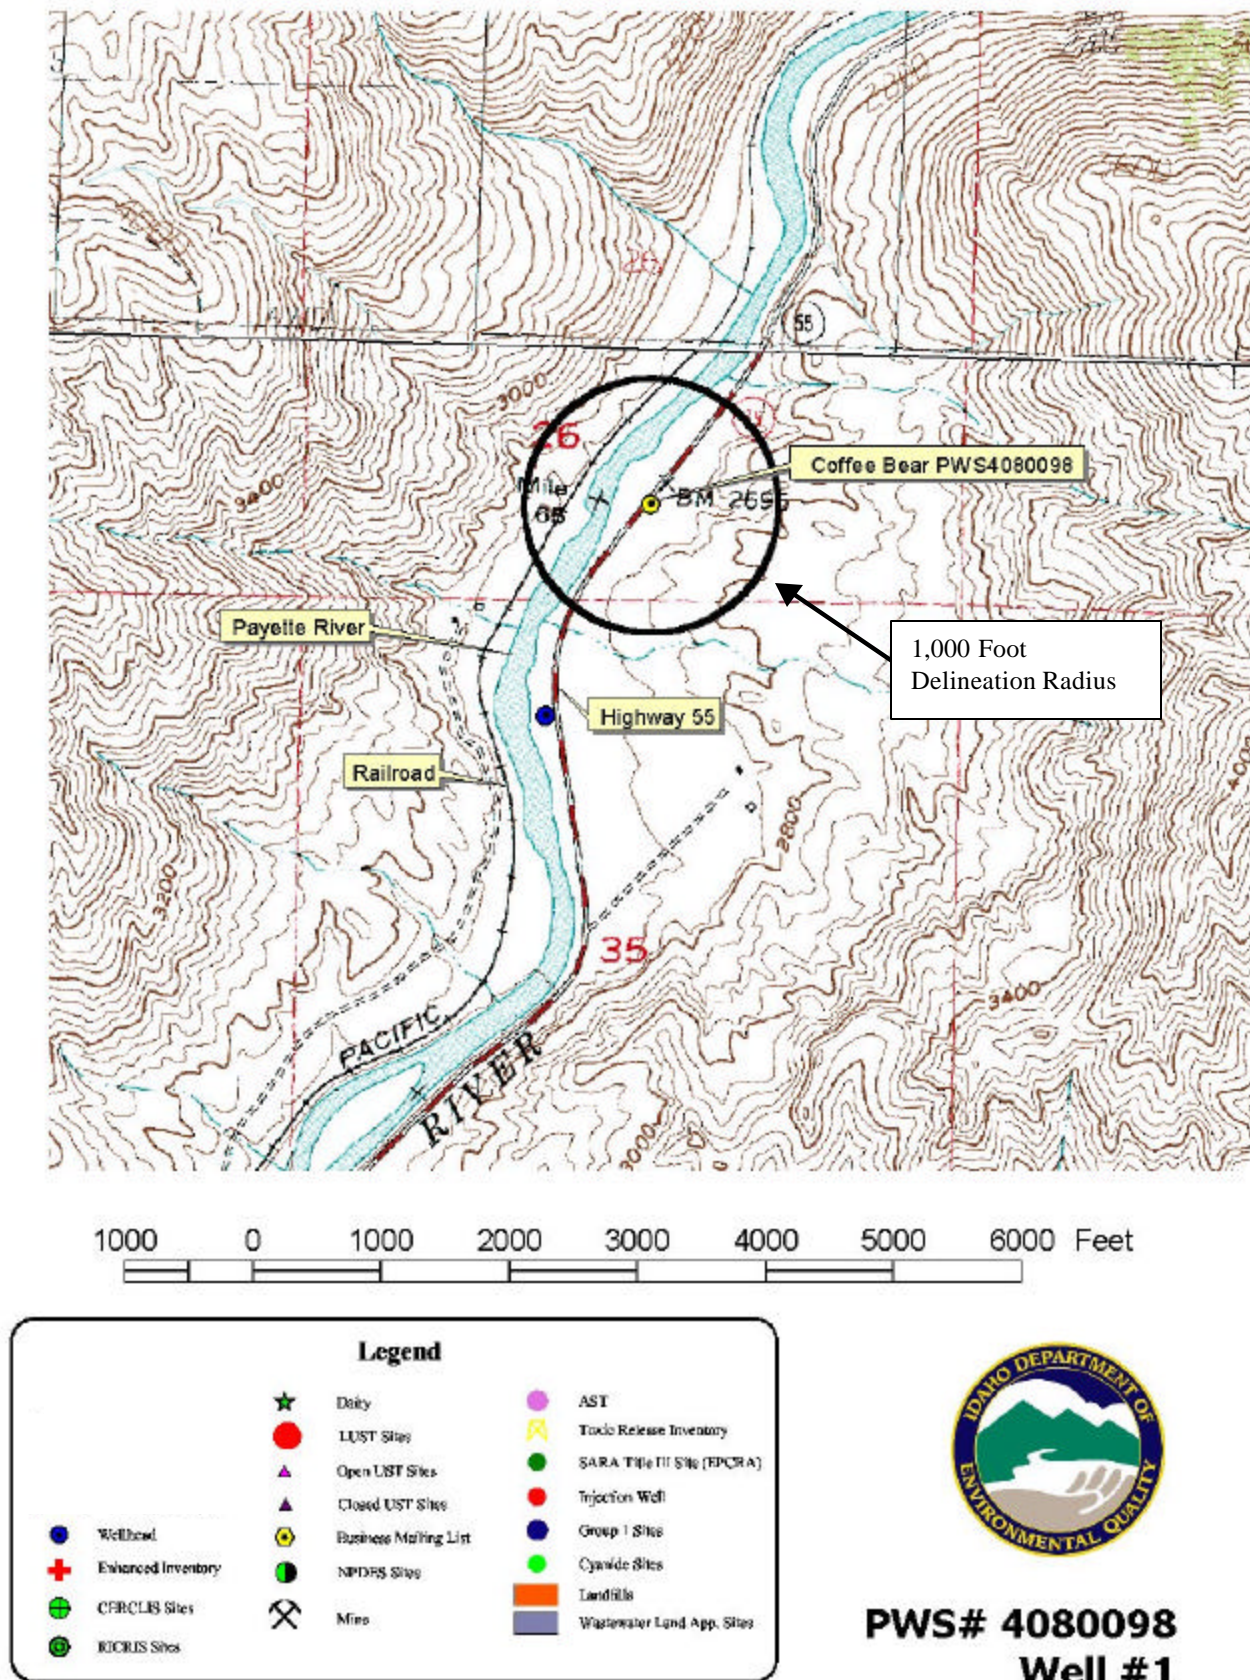 26
55
3000
26
Coffee Bear PWS4080098
3400
Mile
65
BM 2695
Payette River
1,000 Foot
Delineation Radius
Highway 55
Railroad
2800
3200
35
3400
PACIFIC
RIVER
3000
1000 0 1000 2000 3000 4000 5000 6000 Feet
Legend
Dairy
LUST Sites
Open UST Sites
Closed UST Sites
Business Mailing List
NPDES Sites
Mine
Wellhead
Enhanced Inventory
CERCLIS Sites
RICRIS Sites
AST
Toxic Release Inventory
SARA Title III Site (EPCRA)
Injection Well
Group 1 Sites
Cyanide Sites
Landfills
Wastewater Land App. Sites
IDAHO DEPARTMENT OF
ENVIRONMENTAL QUALITY
PWS# 4080098
Well #1